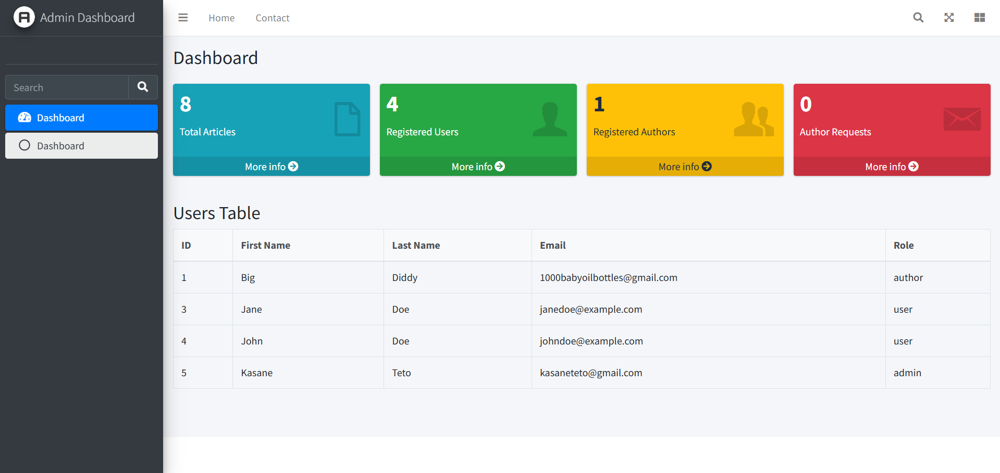 Admin Dashboard
Home Contact
Search
Dashboard
Dashboard
Dashboard
8
Total Articles
More info
4
Registered Users
More info
1
Registered Authors
More info
0
Author Requests
More info
Users Table
ID First Name Last Name Email Role
1 Big Diddy 1000babyoilbottles@gmail.com author
3 Jane Doe janedoe@example.com user
4 John Doe johndoe@example.com user
5 Kasane Teto kasaneteto@gmail.com admin